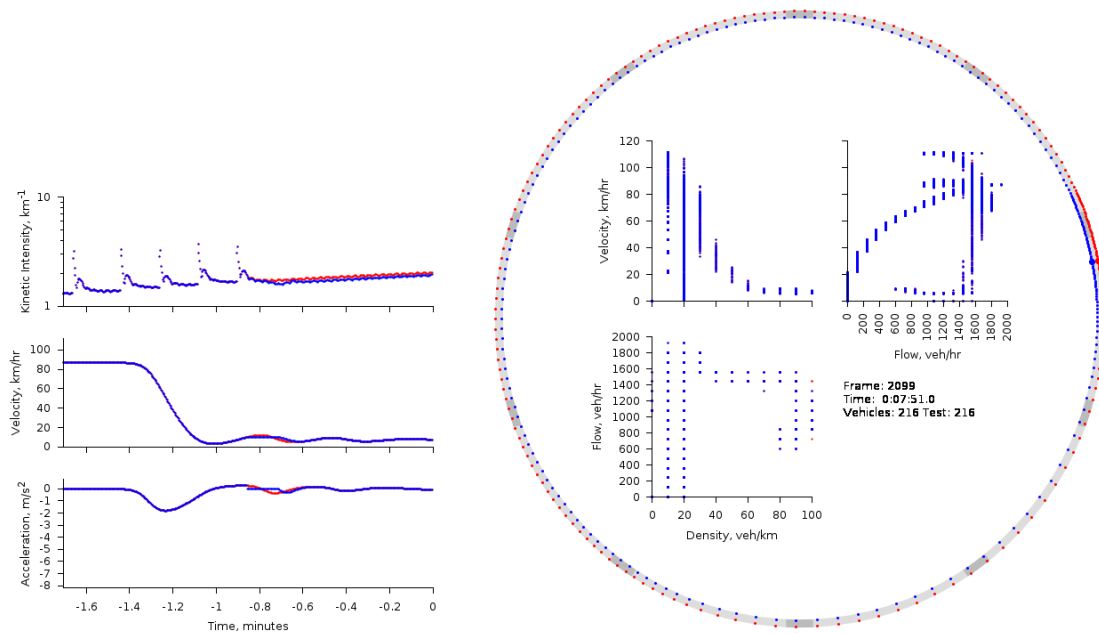 Kinetic Intensity, km-1
10
1
Velocity, km/hr
100
80
60
40
20
0
Acceleration, m/s2
0
-1
-2
-3
-4
-5
-6
-7
-8
-1.6 -1.4 -1.2 -1 -0.8 -0.6 -0.4 -0.2 0
Time, minutes
Velocity, km/hr
120
100
80
60
40
20
0
0 200 400 600 800 1000 1200 1400 1600 1800 2000
Flow, veh/hr
Flow, veh/hr
2000
1800
1600
1400
1200
1000
800
600
400
200
0
0 20 40 60 80 100
Density, veh/km
Frame: 2099
Time: 0:07:51.0
Vehicles: 216 Test: 216